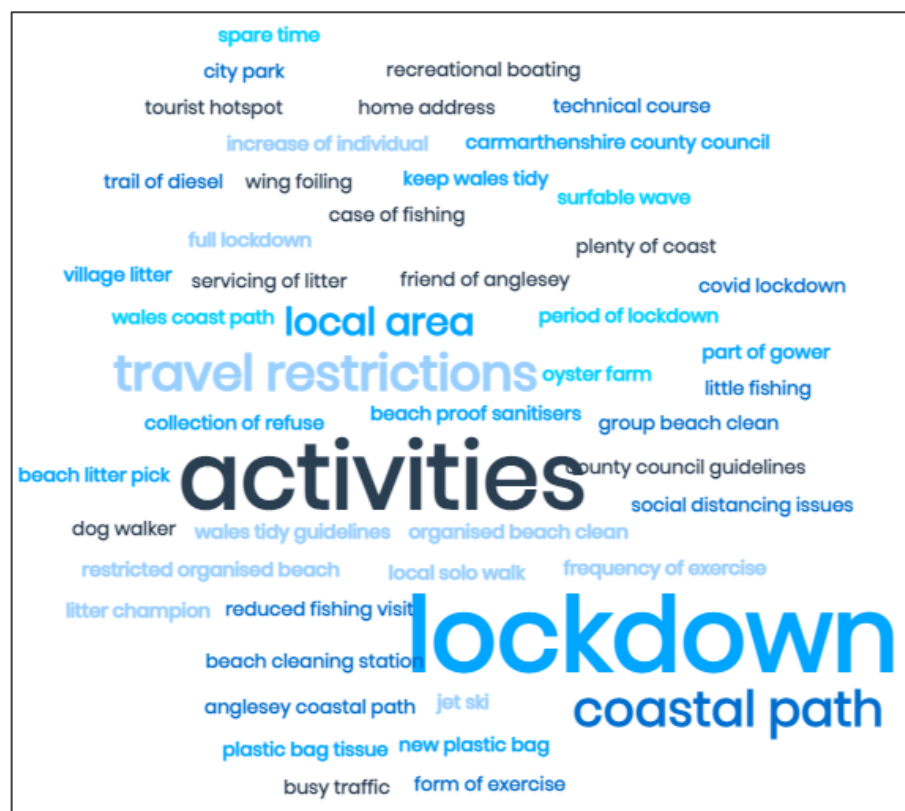 spare time
city park
recreational boating
tourist hotspot
home address
technical course
increase of individual
carmarthenshire county council
trail of diesel
wing foiling
keep wales tidy
surfable wave
case of fishing
full lockdown
plenty of coast
village litter
servicing of litter
friend of anglesey
covid lockdown
wales coast path
local area
period of lockdown
travel restrictions
part of gower
oyster farm
little fishing
collection of refuse
beach proof sanitisers
group beach clean
activities
county council guidelines
beach litter pick
social distancing issues
dog walker
wales tidy guidelines
organised beach clean
restricted organised beach
local solo walk
frequency of exercise
litter champion
reduced fishing visit
lockdown
beach cleaning station
anglesey coastal path
jet ski
coastal path
plastic bag tissue
new plastic bag
busy traffic
form of exercise